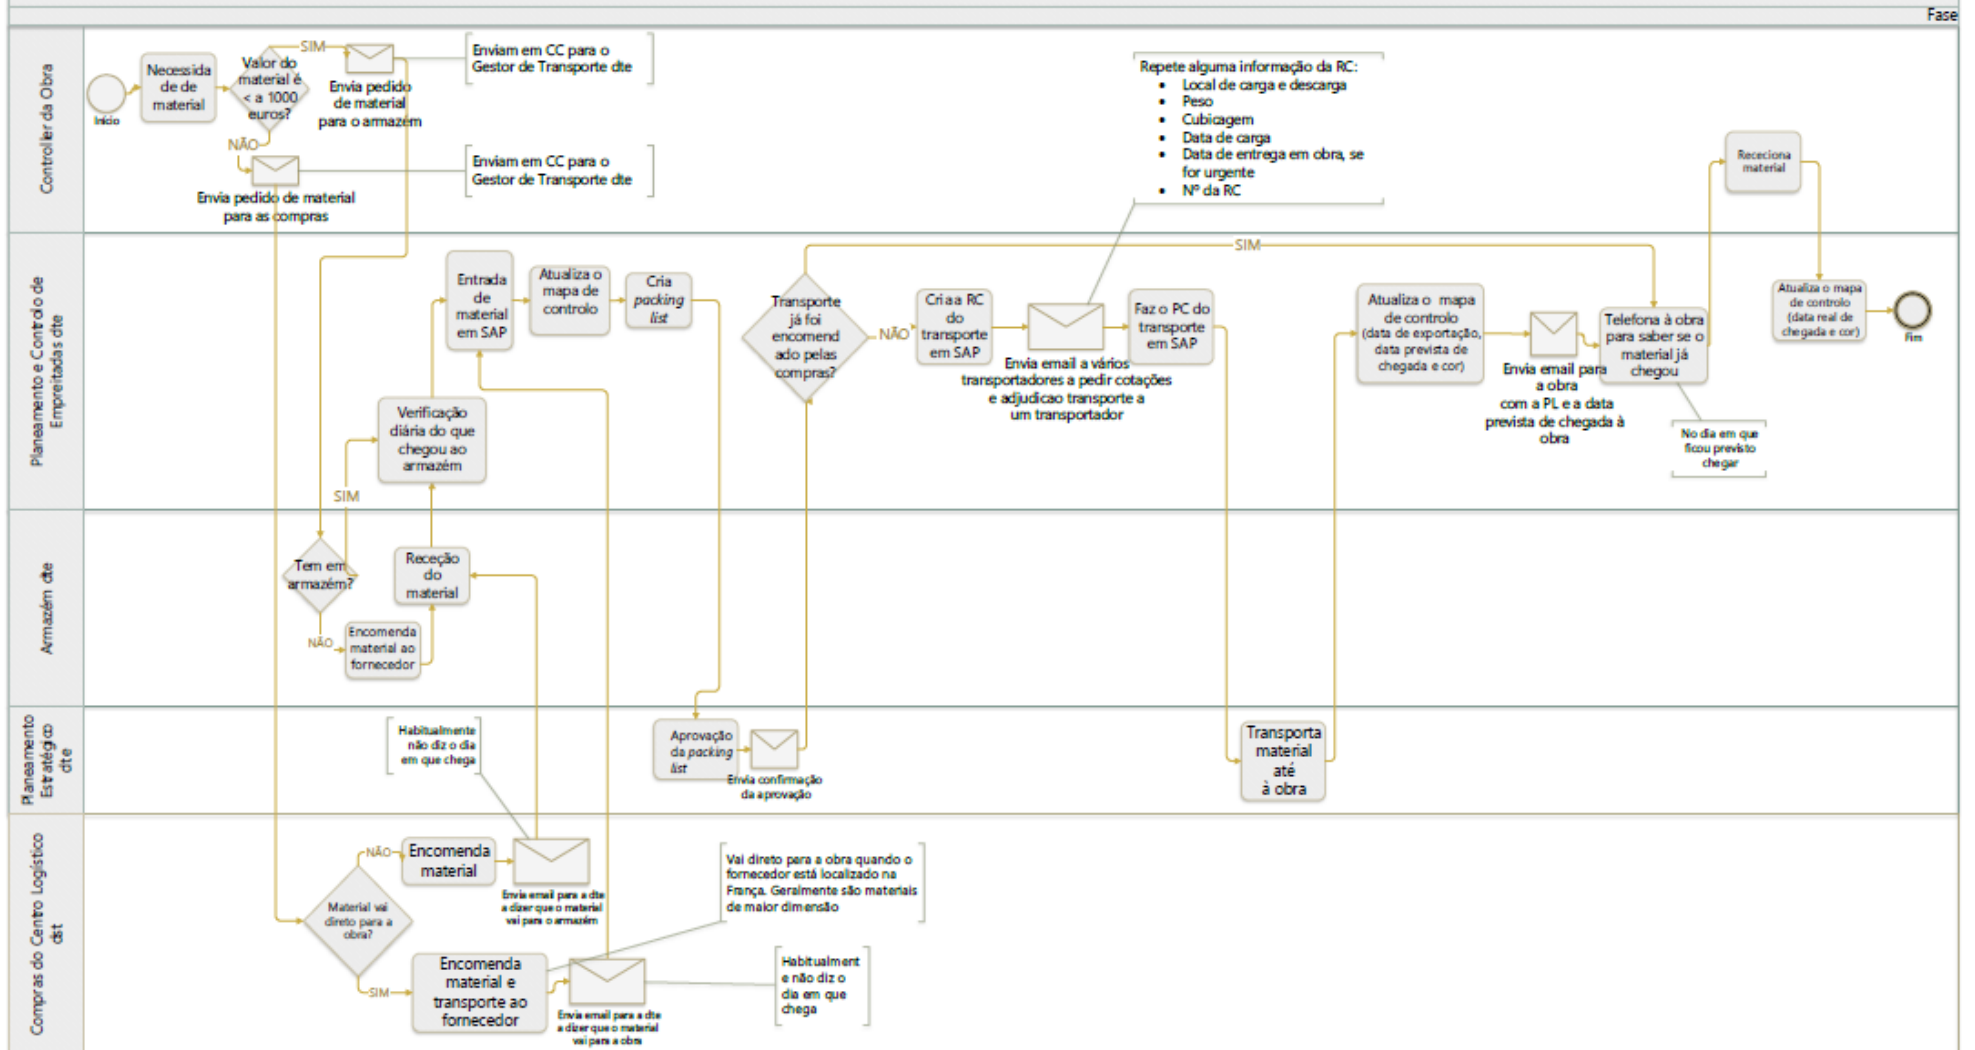 Fase
Controller da Obra
Início
Necessida
de de
material
Valor do
material é
< a 1000
euros?
SIM
Envia pedido
de material
para o armazém
Enviam em CC para o
Gestor de Transporte dte
NÃO
Envia pedido de material
para as compras
Enviam em CC para o
Gestor de Transporte dte
Repete alguma informação da RC:
• Local de carga e descarga
• Peso
• Cubicagem
• Data de carga
• Data de entrega em obra, se
for urgente
• Nº da RC
Receciona
material
Planeamento e Controlo de
Empreitadas dte
Entrada
de
material
em SAP
Atualiza o
mapa de
controlo
Cria
packing
list
Verificação
diária do que
chegou ao
armazém
SIM
Transporte
já foi
encomend
ado pelas
compras?
SIM
NÃO
Cria a RC
do
transporte
em SAP
Envia email a vários
transportadores a pedir cotações
e adjudicao transporte a
um transportador
Faz o PC do
transporte
em SAP
Atualiza o mapa
de controlo
(data de exportação,
data prevista de
chegada e cor)
Envia email para
a obra
com a PL e a data
prevista de chegada à
obra
Telefona à obra
para saber se o
material já
chegou
No dia em que
ficou previsto
chegar
Atualiza o mapa
de controlo
(data real de
chegada e cor)
Fim
Armazém dte
Tem em
armazém?
NÃO
Encomenda
material ao
fornecedor
Receção
do
material
Planeamento
Estratégico
dte
Habitualmente
não diz o dia
em que chega
Aprovação
da packing
list
Envia confirmação
da aprovação
Transporta
material
até
à obra
Compras do Centro Logístico
dst
Material vai
direto para a
obra?
NÃO
Encomenda
material
Envia email para a dte
a dizer que o material
vai para o armazém
SIM
Encomenda
material e
transporte ao
fornecedor
Envia email para a dte
a dizer que o material
vai para a obra
Vai direto para a obra quando o
fornecedor está localizado na
França. Geralmente são materiais
de maior dimensão
Habitualment
e não diz o
dia em que
chega